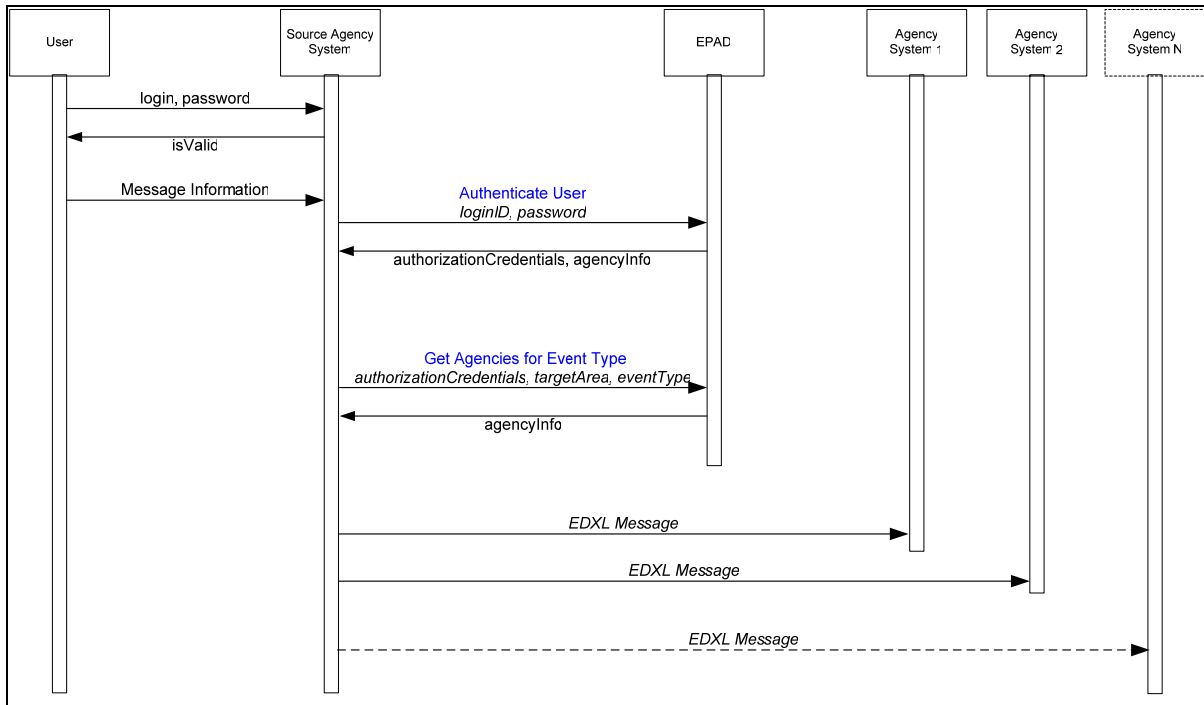 User
Source Agency
System
EPAD
Agency
System 1
Agency
System 2
Agency
System N
login, password
isValid
Message Information
Authenticate User
loginID, password
authorizationCredentials, agencyInfo
Get Agencies for Event Type
authorizationCredentials, targetArea, eventType
agencyInfo
EDXL Message
EDXL Message
EDXL Message